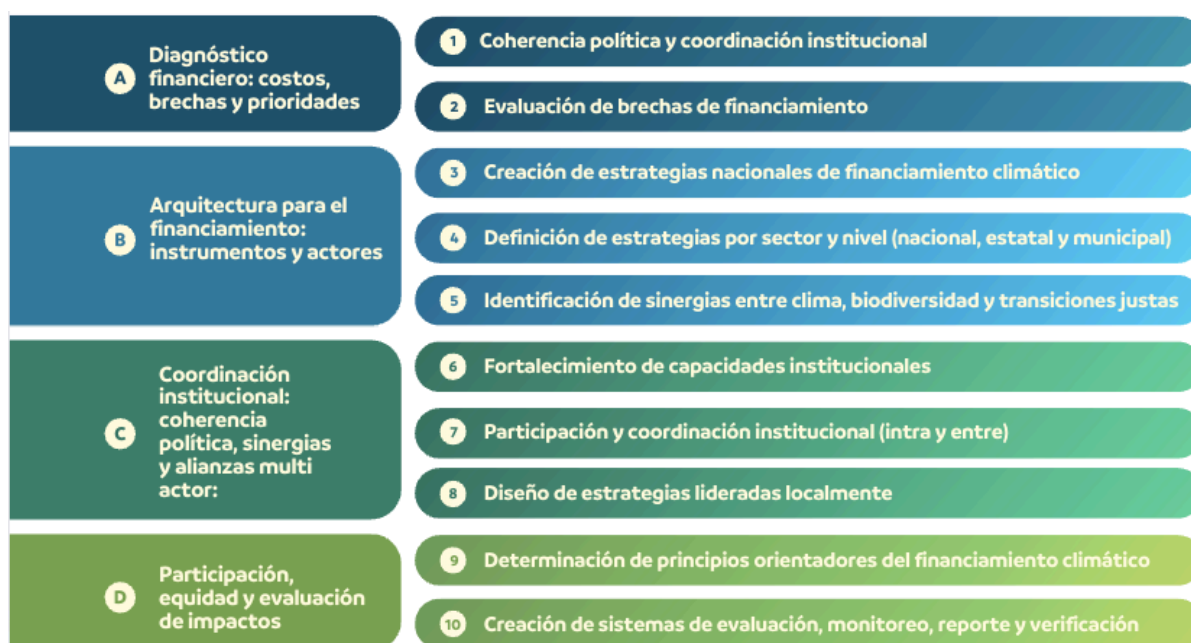 A
Diagnóstico
financiero: costos,
brechas y prioridades
1 Coherencia política y coordinación institucional
2 Evaluación de brechas de financiamiento
B
Arquitectura para el
financiamiento:
instrumentos y actores
3 Creación de estrategias nacionales de financiamiento climático
4 Definición de estrategias por sector y nivel (nacional, estatal y municipal)
5 Identificación de sinergias entre clima, biodiversidad y transiciones justas
C
Coordinación
institucional:
coherencia
política, sinergias
y alianzas multi
actor:
6 Fortalecimiento de capacidades institucionales
7 Participación y coordinación institucional (intra y entre)
8 Diseño de estrategias lideradas localmente
D
Participación,
equidad y evaluación
de impactos
9 Determinación de principios orientadores del financiamiento climático
10 Creación de sistemas de evaluación, monitoreo, reporte y verificación